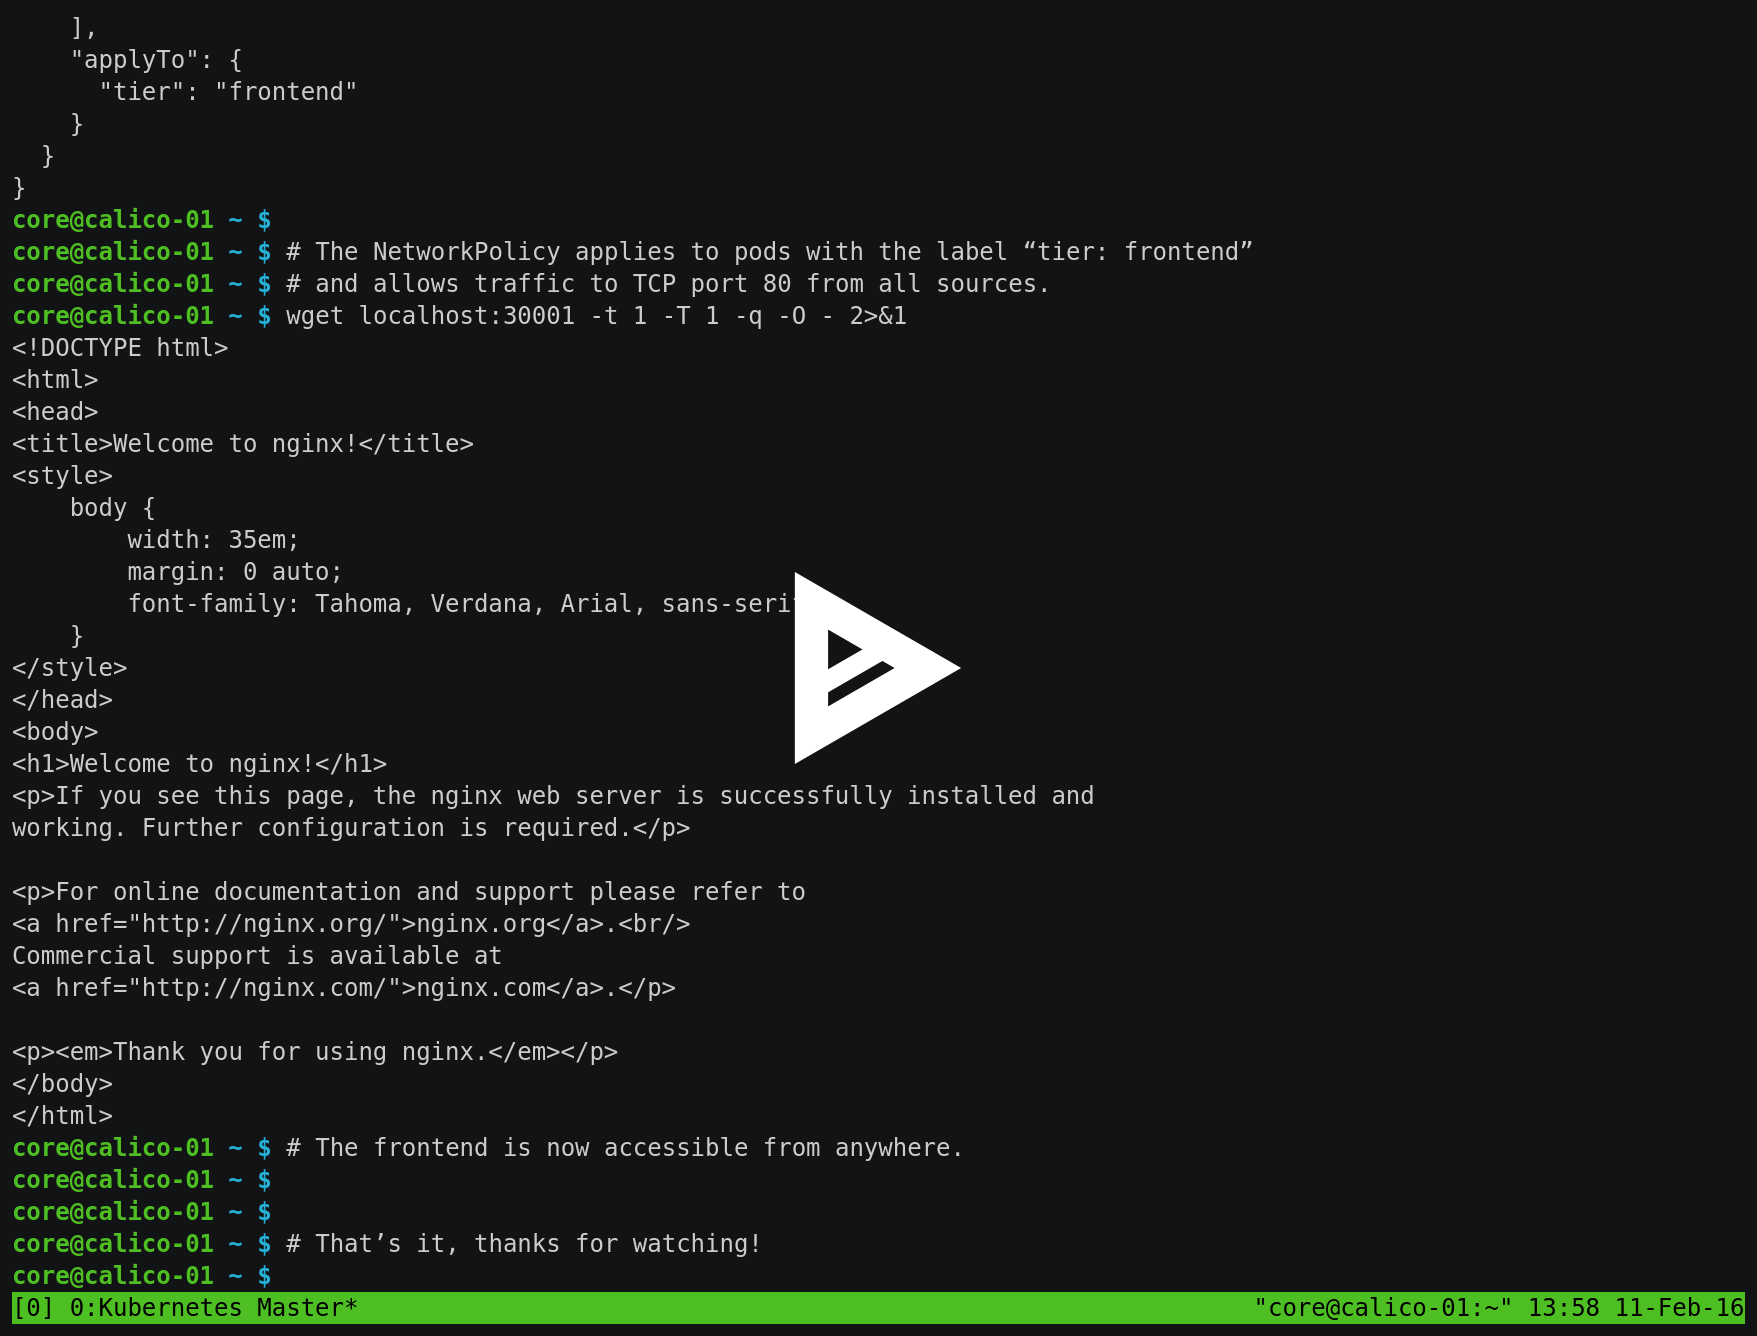 ],
    "applyTo": {
      "tier": "frontend"
    }
  }
}
core@calico-01 ~ $
core@calico-01 ~ $ # The NetworkPolicy applies to pods with the label “tier: frontend”
core@calico-01 ~ $ # and allows traffic to TCP port 80 from all sources.
core@calico-01 ~ $ wget localhost:30001 -t 1 -T 1 -q -O - 2>&1
<!DOCTYPE html>
<html>
<head>
<title>Welcome to nginx!</title>
<style>
    body {
        width: 35em;
        margin: 0 auto;
        font-family: Tahoma, Verdana, Arial, sans-serif
    }
</style>
</head>
<body>
<h1>Welcome to nginx!</h1>
<p>If you see this page, the nginx web server is successfully installed and
working. Further configuration is required.</p>

<p>For online documentation and support please refer to
<a href="http://nginx.org/">nginx.org</a>.<br/>
Commercial support is available at
<a href="http://nginx.com/">nginx.com</a>.</p>

<p><em>Thank you for using nginx.</em></p>
</body>
</html>
core@calico-01 ~ $ # The frontend is now accessible from anywhere.
core@calico-01 ~ $
core@calico-01 ~ $
core@calico-01 ~ $ # That’s it, thanks for watching!
core@calico-01 ~ $
[0] 0:Kubernetes Master* "core@calico-01:~" 13:58 11-Feb-16